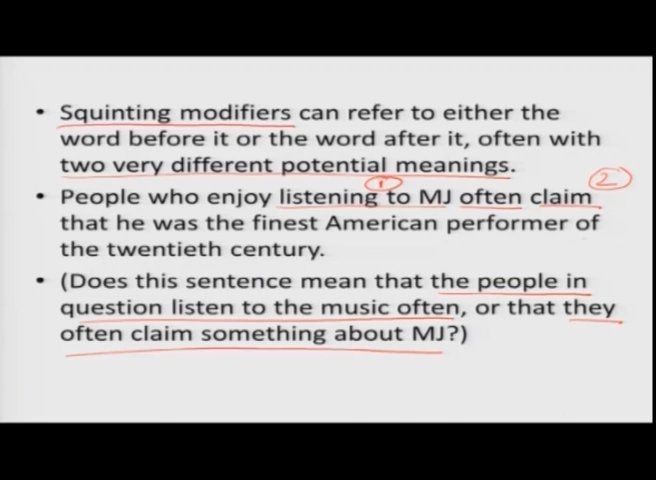 • Squinting modifiers can refer to either the
word before it or the word after it, often with
two very different potential meanings.
1 2
• People who enjoy listening to MJ often claim
that he was the finest American performer of
the twentieth century.
• (Does this sentence mean that the people in
question listen to the music often, or that they
often claim something about MJ?)